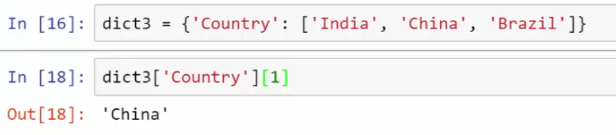 In [16]: dict3 = {'Country': ['India', 'China', 'Brazil']}
In [18]: dict3['Country'][1]
Out[18]: 'China'